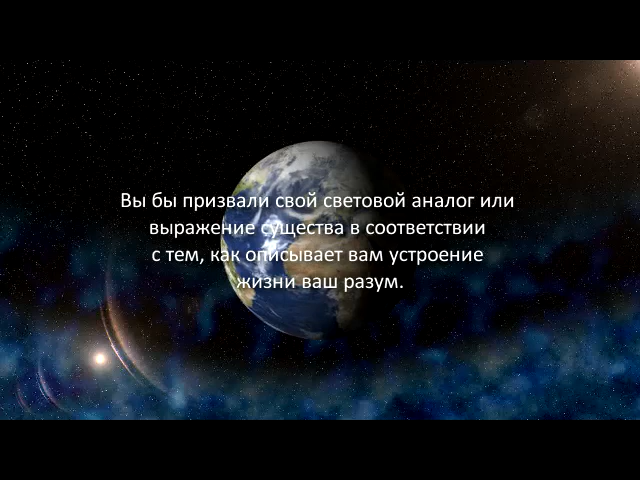 Вы бы призвали свой световой аналог или
выражение существа в соответствии
с тем, как описывает вам устроение
жизни ваш разум.